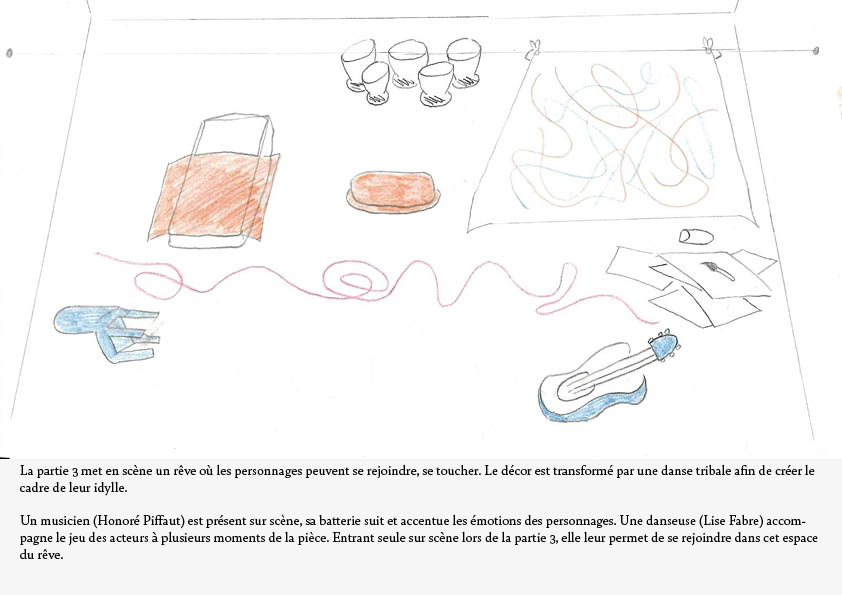 La partie 3 met en scène un rêve où les personnages peuvent se rejoindre, se toucher. Le décor est transformé par une danse tribale afin de créer le
cadre de leur idylle.
Un musicien (Honoré Piffaut) est présent sur scène, sa batterie suit et accentue les émotions des personnages. Une danseuse (Lise Fabre) accom-
pagne le jeu des acteurs à plusieurs moments de la pièce. Entrant seule sur scène lors de la partie 3, elle leur permet de se rejoindre dans cet espace
du rêve.